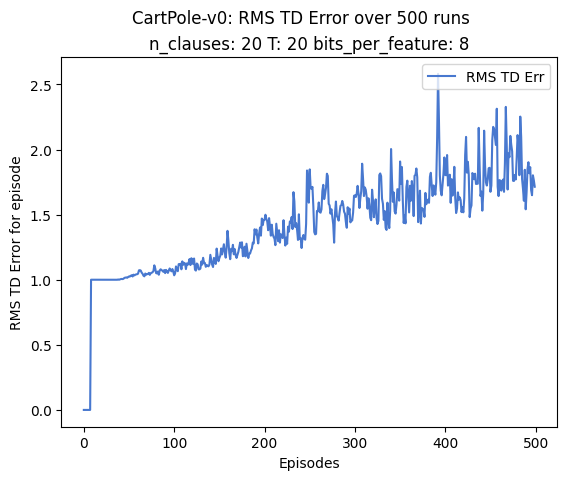 CartPole-v0: RMS TD Error over 500 runs
n_clauses: 20 T: 20 bits_per_feature: 8
RMS TD Err
2.5
2.0
1.5
1.0
0.5
0.0
RMS TD Error for episode
0 100 200 300 400 500
Episodes